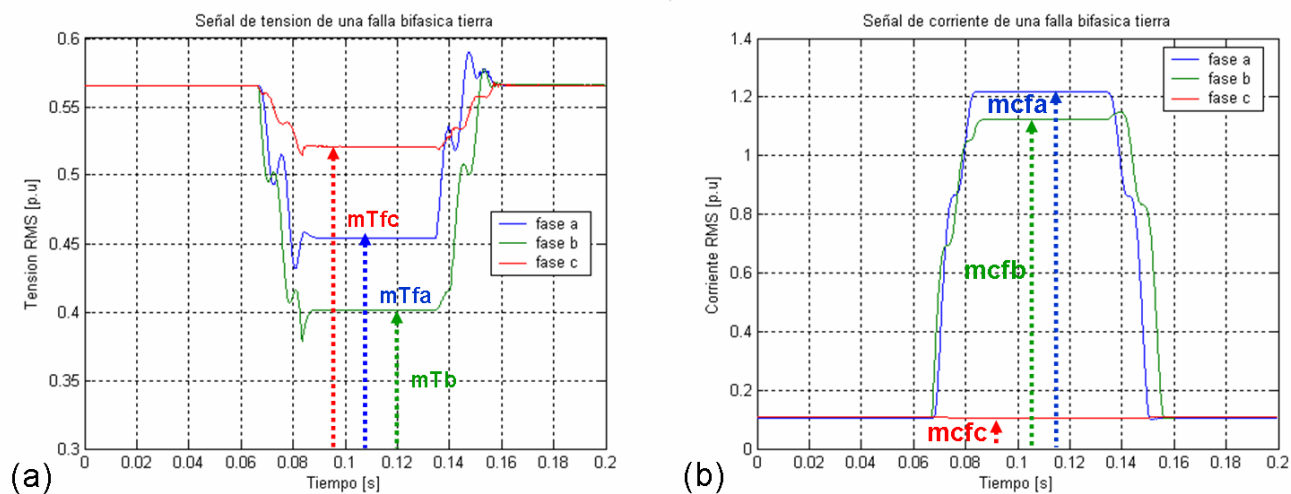 Señal de tension de una falla bifasica tierra
0.6
0.55
0.5
0.45
0.4
0.35
0.3
Tension RMS [p.u]
fase a
fase b
fase c
mTfc
mTfa
mTb
0 0.02 0.04 0.06 0.08 0.1 0.12 0.14 0.16 0.18 0.2
Tiempo [s]
(a)
Señal de corriente de una falla bifasica tierra
1.4
1.2
1
0.8
0.6
0.4
0.2
0
Corriente RMS [p.u]
fase a
fase b
fase c
mcfa
mcfb
mcfc
0 0.02 0.04 0.06 0.08 0.1 0.12 0.14 0.16 0.18 0.2
Tiempo [s]
(b)